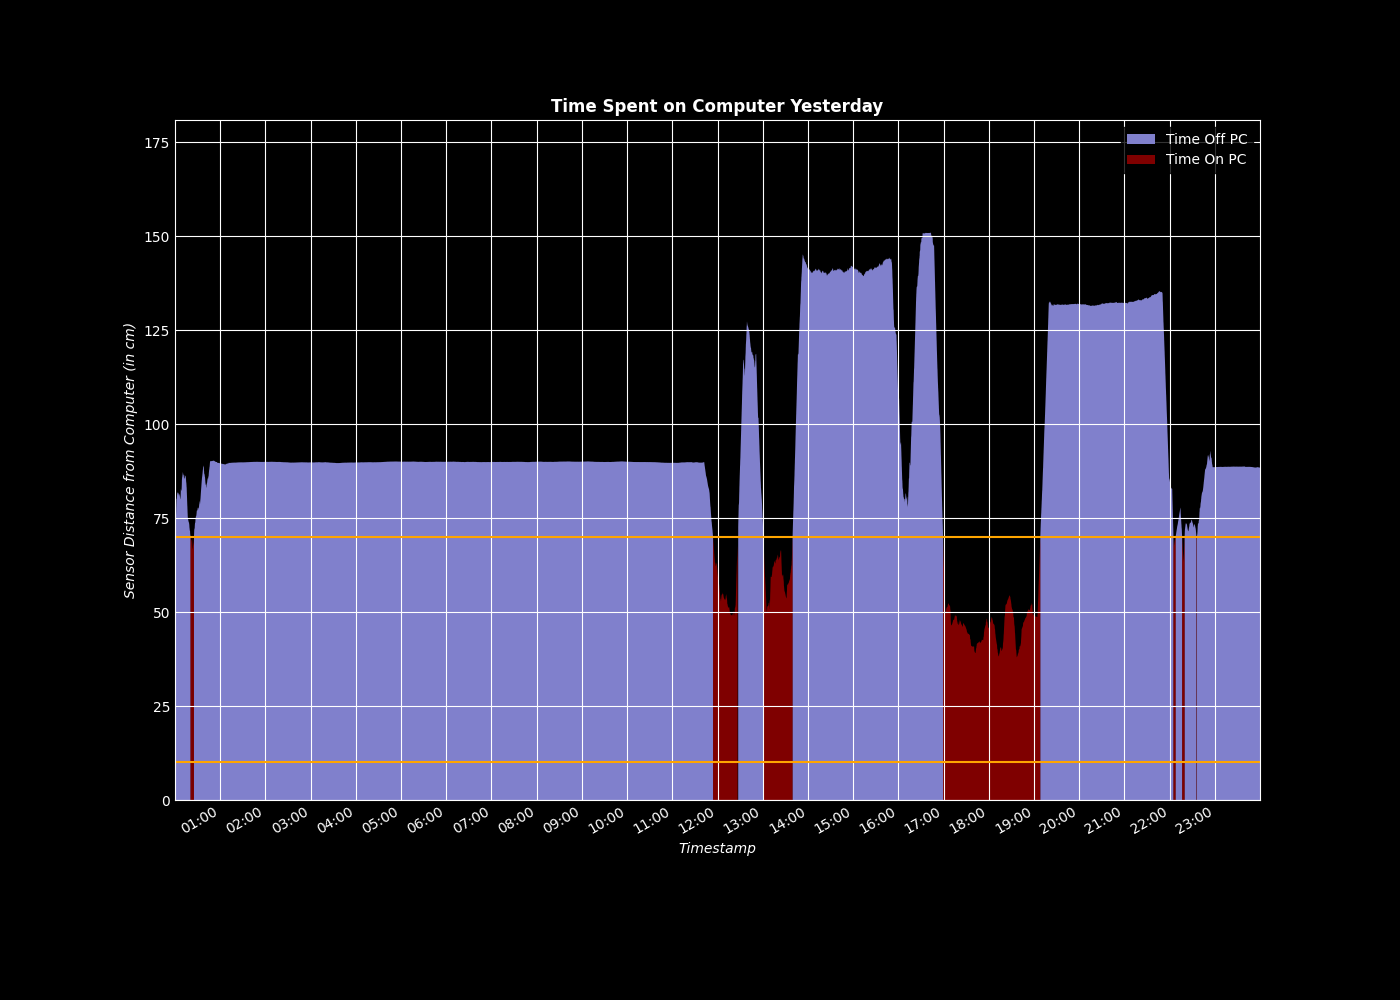 Time Spent on Computer Yesterday
Time Off PC
Time On PC
175
150
125
100
75
50
25
0
Sensor Distance from Computer (in cm)
01:00 02:00 03:00 04:00 05:00 06:00 07:00 08:00 09:00 10:00 11:00 12:00 13:00 14:00 15:00 16:00 17:00 18:00 19:00 20:00 21:00 22:00 23:00
Timestamp